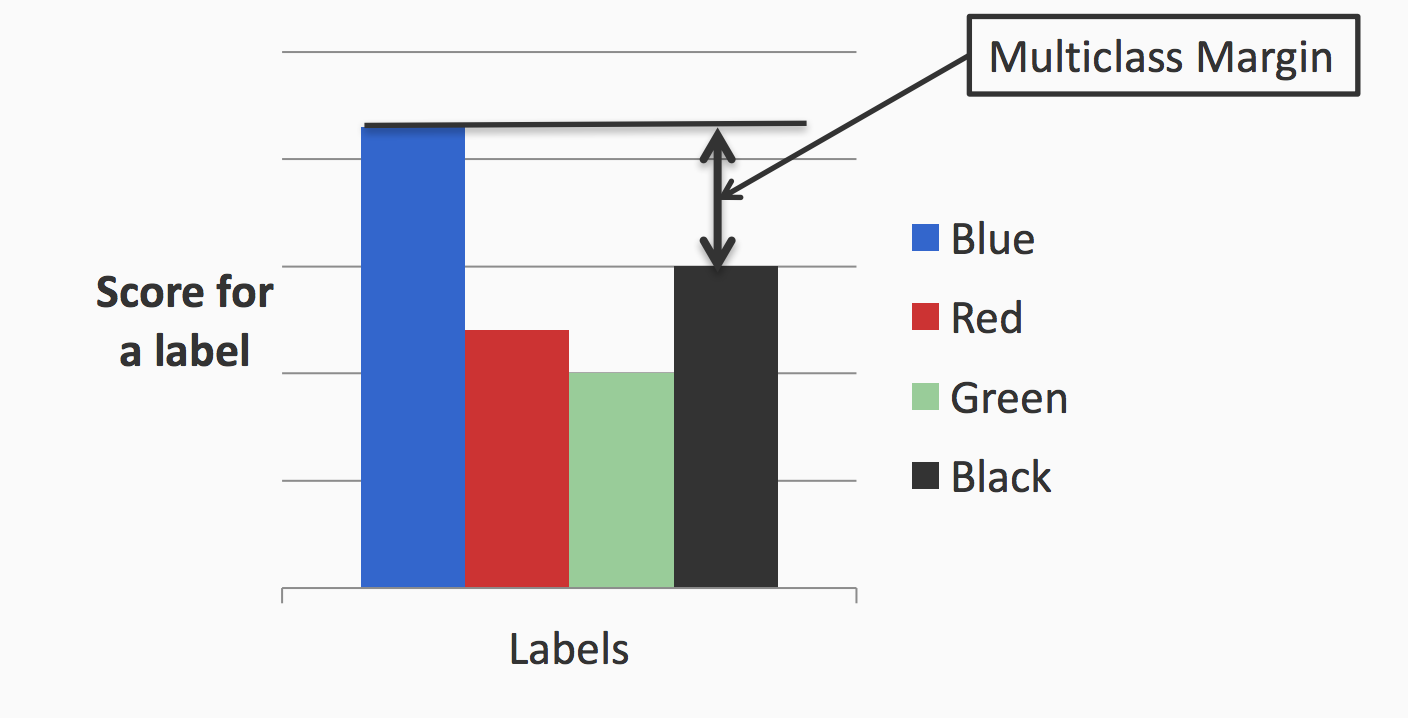 Multiclass Margin
Score for
a label
Blue
Red
Green
Black
Labels